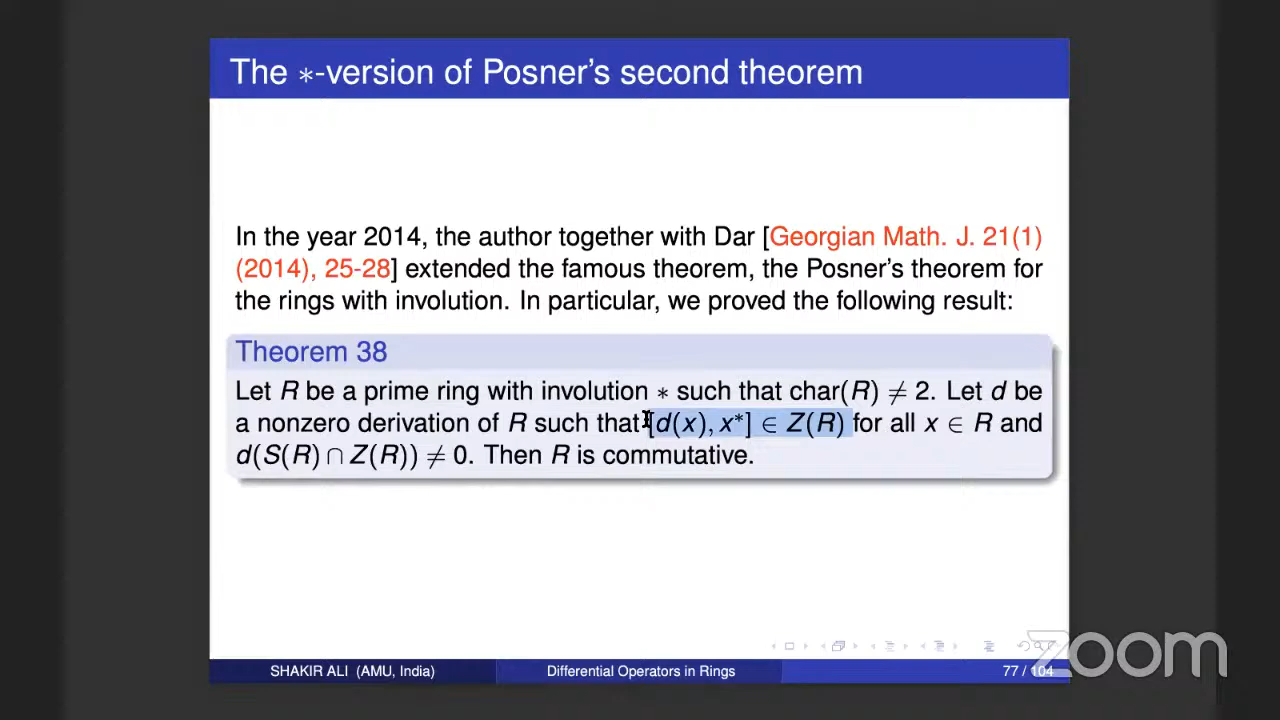 The ∗-version of Posner's second theorem
In the year 2014, the author together with Dar [Georgian Math. J. 21(1)
(2014), 25-28] extended the famous theorem, the Posner's theorem for
the rings with involution. In particular, we proved the following result:
Theorem 38
Let R be a prime ring with involution ∗ such that char(R) ≠ 2. Let d be
a nonzero derivation of R such that [d(x), x*] ∈ Z(R) for all x ∈ R and
d(S(R) ∩ Z(R)) ≠ 0. Then R is commutative.
SHAKIR ALI (AMU, India) Differential Operators in Rings 77 / 104
zoom